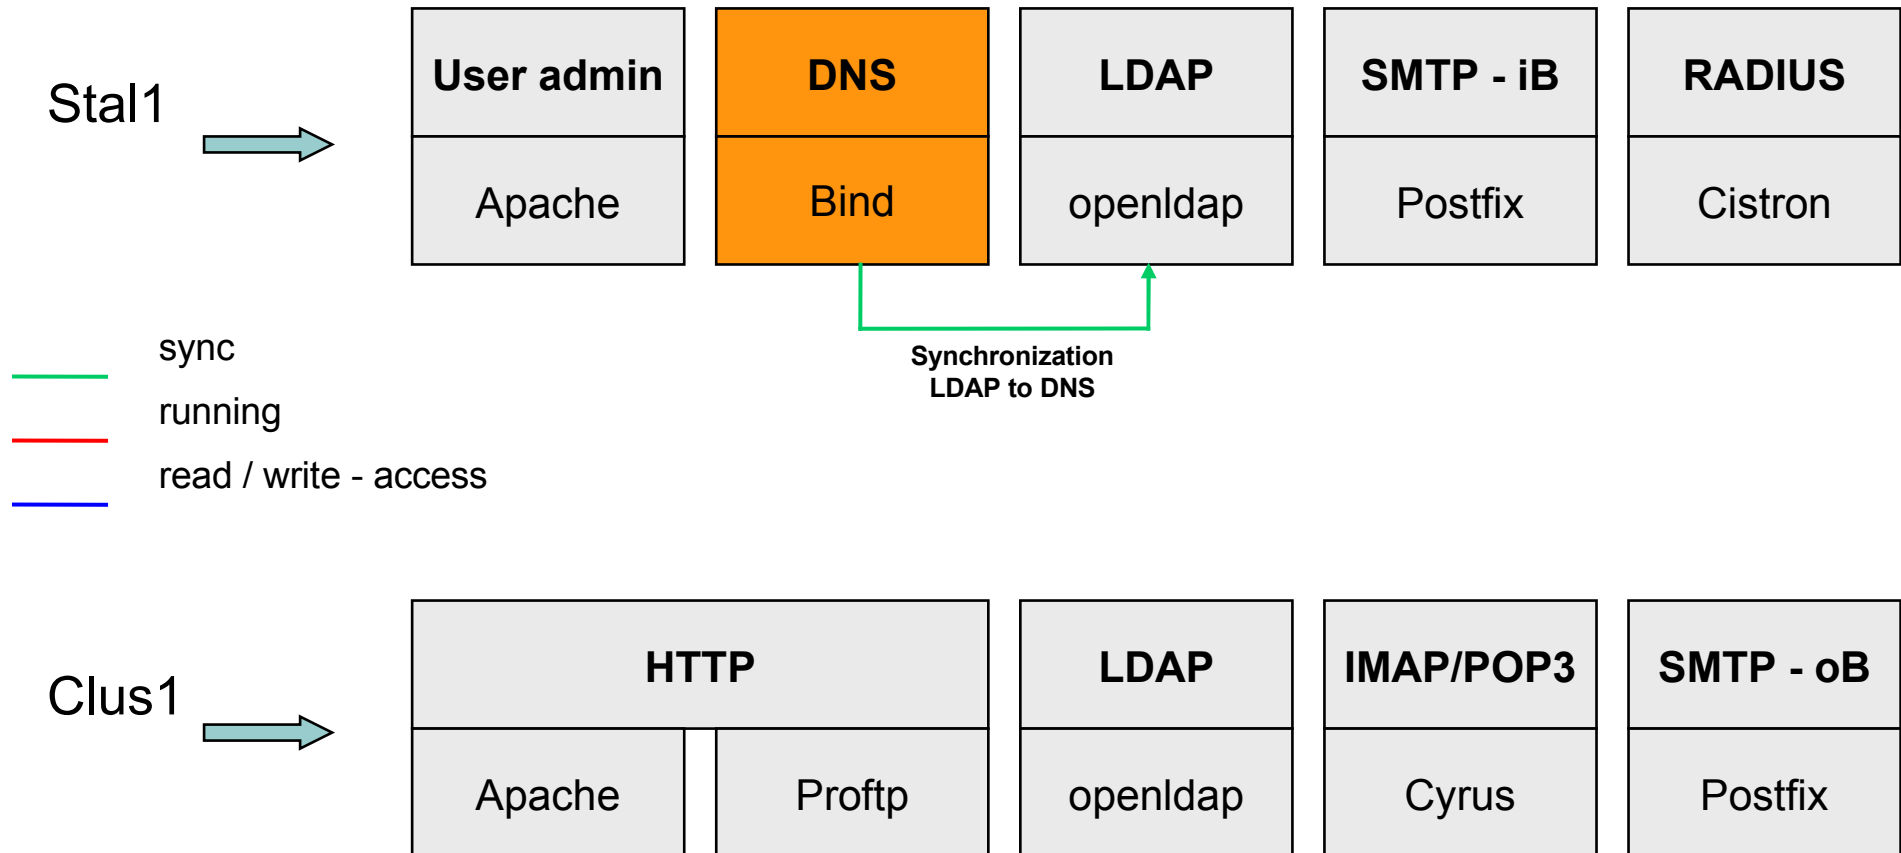 Stal1
User admin
DNS
LDAP
SMTP - iB
RADIUS
Apache
Bind
openldap
Postfix
Cistron
Synchronization
LDAP to DNS
sync
running
read / write - access
Clus1
HTTP
LDAP
IMAP/POP3
SMTP - oB
Apache
Proftp
openldap
Cyrus
Postfix